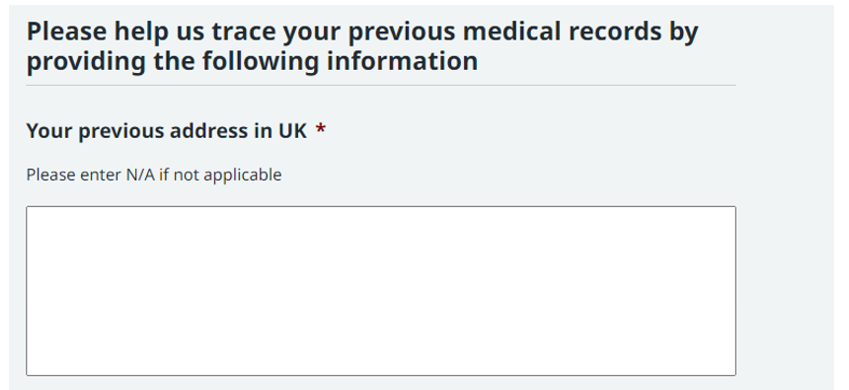 Please help us trace your previous medical records by
providing the following information
Your previous address in UK *
Please enter N/A if not applicable